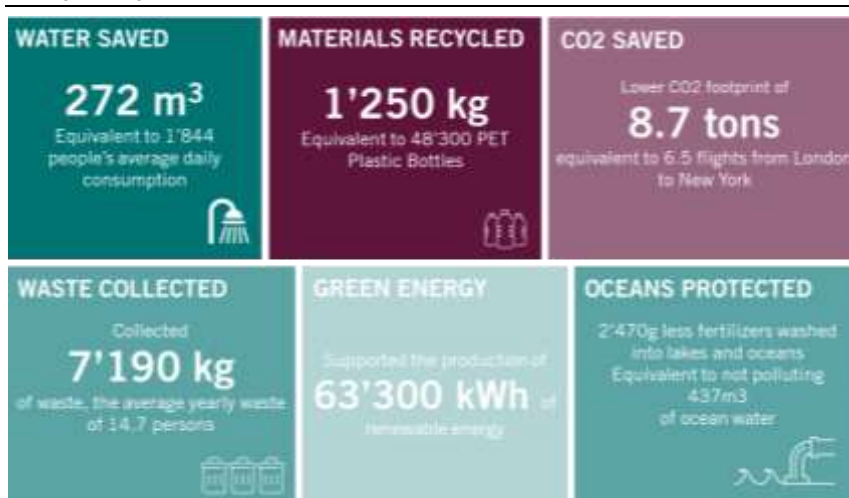 WATER SAVED
272 m³
Equivalent to 1'844
people's average daily
consumption
MATERIALS RECYCLED
1'250 kg
Equivalent to 48'300 PET
Plastic Bottles
CO2 SAVED
Lower CO2 footprint of
8.7 tons
equivalent to 6.5 flights from London
to New York
WASTE COLLECTED
Collected
7'190 kg
of waste, the average yearly waste
of 14.7 persons
GREEN ENERGY
Supported the production of
63'300 kWh of
renewable energy
OCEANS PROTECTED
2'470g less fertilizers washed
into lakes and oceans
Equivalent to not polluting
437m3
of ocean water